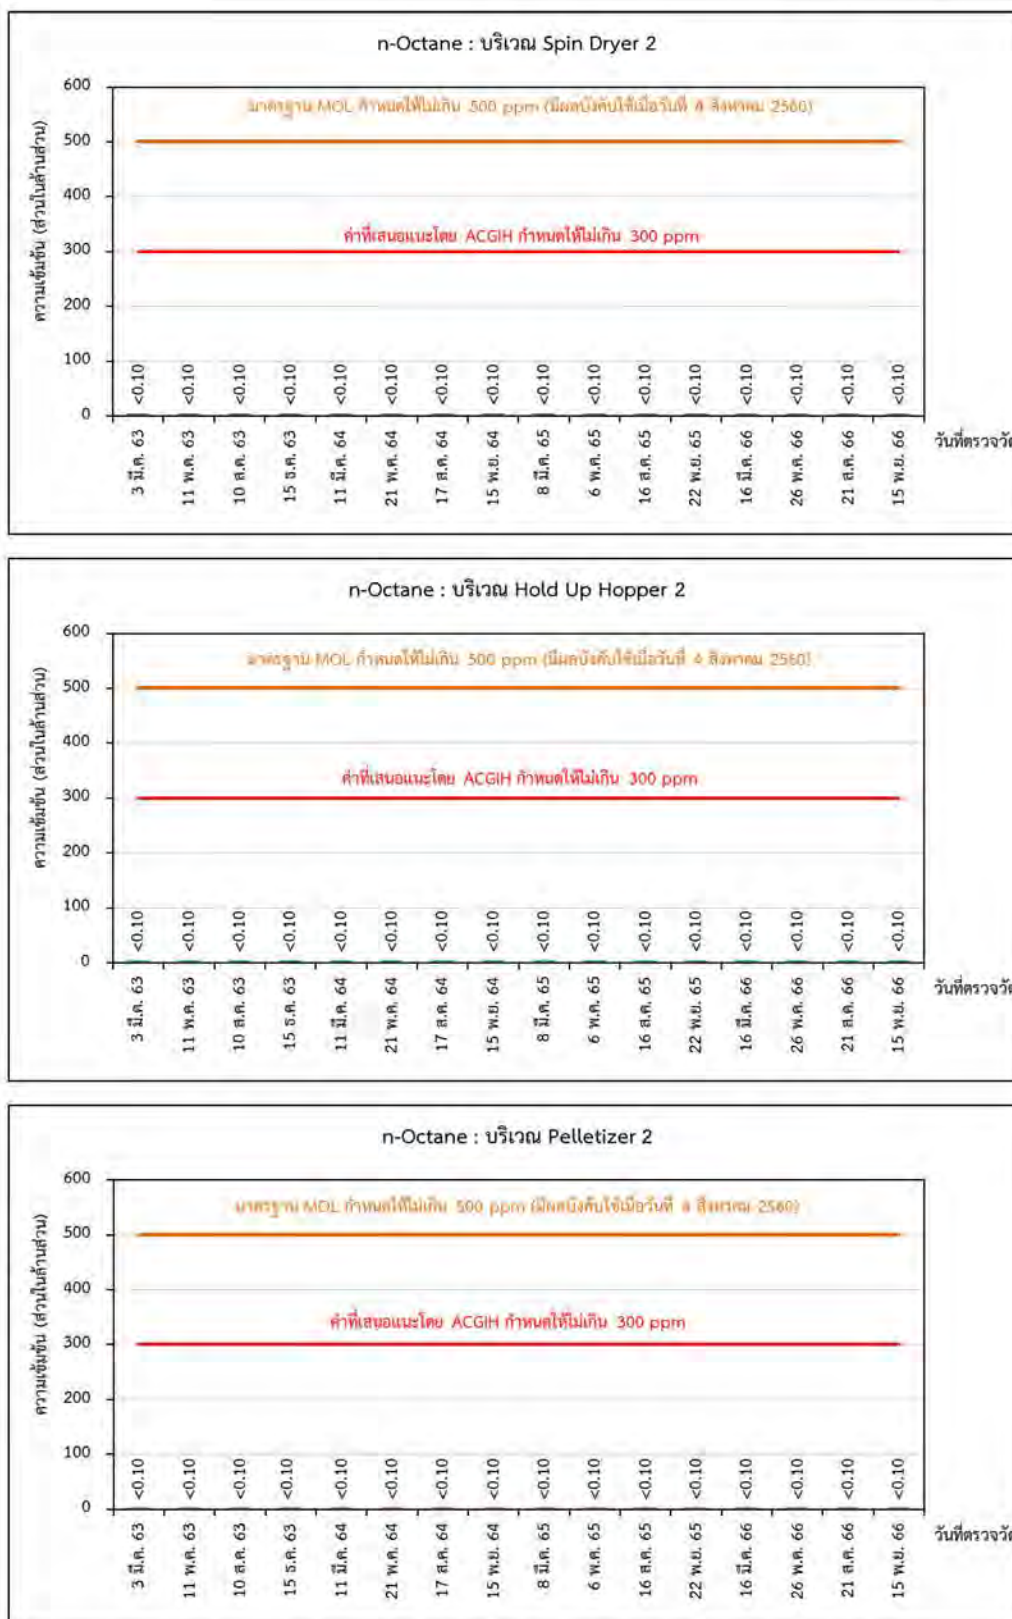 n-Octane : บริเวณ Spin Dryer 2
ความเข้มข้น (ส่วนในล้านส่วน)
600
500
400
300
200
100
0
มาตรฐาน MOL กำหนดให้ไม่เกิน 500 ppm (มีผลบังคับใช้เมื่อวันที่ 4 สิงหาคม 2560)
ค่าที่เสนอแนะโดย ACGIH กำหนดให้ไม่เกิน 300 ppm
<0.10 <0.10 <0.10 <0.10 <0.10 <0.10 <0.10 <0.10 <0.10 <0.10 <0.10 <0.10 <0.10 <0.10 <0.10 <0.10
3 มี.ค. 63 11 พ.ค. 63 10 ส.ค. 63 15 ธ.ค. 63 11 มี.ค. 64 21 พ.ค. 64 17 ส.ค. 64 15 พ.ย. 64 8 มี.ค. 65 6 พ.ค. 65 16 ส.ค. 65 22 พ.ย. 65 16 มี.ค. 66 26 พ.ค. 66 21 ส.ค. 66 15 พ.ย. 66
วันที่ตรวจวัด
n-Octane : บริเวณ Hold Up Hopper 2
ความเข้มข้น (ส่วนในล้านส่วน)
600
500
400
300
200
100
0
มาตรฐาน MOL กำหนดให้ไม่เกิน 500 ppm (มีผลบังคับใช้เมื่อวันที่ 4 สิงหาคม 2560)
ค่าที่เสนอแนะโดย ACGIH กำหนดให้ไม่เกิน 300 ppm
<0.10 <0.10 <0.10 <0.10 <0.10 <0.10 <0.10 <0.10 <0.10 <0.10 <0.10 <0.10 <0.10 <0.10 <0.10 <0.10
3 มี.ค. 63 11 พ.ค. 63 10 ส.ค. 63 15 ธ.ค. 63 11 มี.ค. 64 21 พ.ค. 64 17 ส.ค. 64 15 พ.ย. 64 8 มี.ค. 65 6 พ.ค. 65 16 ส.ค. 65 22 พ.ย. 65 16 มี.ค. 66 26 พ.ค. 66 21 ส.ค. 66 15 พ.ย. 66
วันที่ตรวจวัด
n-Octane : บริเวณ Pelletizer 2
ความเข้มข้น (ส่วนในล้านส่วน)
600
500
400
300
200
100
0
มาตรฐาน MOL กำหนดให้ไม่เกิน 500 ppm (มีผลบังคับใช้เมื่อวันที่ 4 สิงหาคม 2560)
ค่าที่เสนอแนะโดย ACGIH กำหนดให้ไม่เกิน 300 ppm
<0.10 <0.10 <0.10 <0.10 <0.10 <0.10 <0.10 <0.10 <0.10 <0.10 <0.10 <0.10 <0.10 <0.10 <0.10 <0.10
3 มี.ค. 63 11 พ.ค. 63 10 ส.ค. 63 15 ธ.ค. 63 11 มี.ค. 64 21 พ.ค. 64 17 ส.ค. 64 15 พ.ย. 64 8 มี.ค. 65 6 พ.ค. 65 16 ส.ค. 65 22 พ.ย. 65 16 มี.ค. 66 26 พ.ค. 66 21 ส.ค. 66 15 พ.ย. 66
วันที่ตรวจวัด